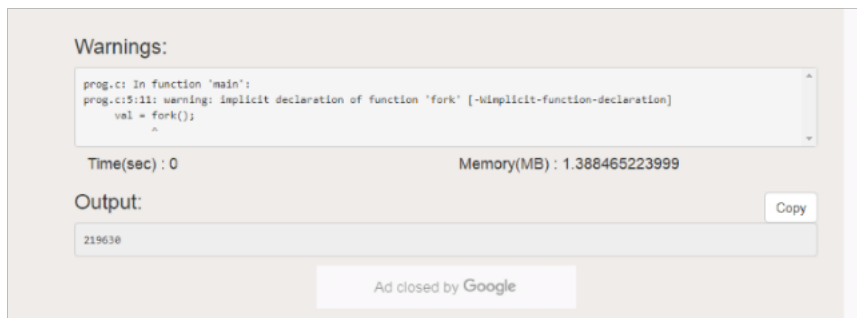 Warnings:
prog.c: In function 'main':
prog.c:5:11: warning: implicit declaration of function 'fork' [-Wimplicit-function-declaration]
val = fork();
^
Time(sec) : 0 Memory(MB) : 1.388465223999
Output:
Copy
219630
Ad closed by Google